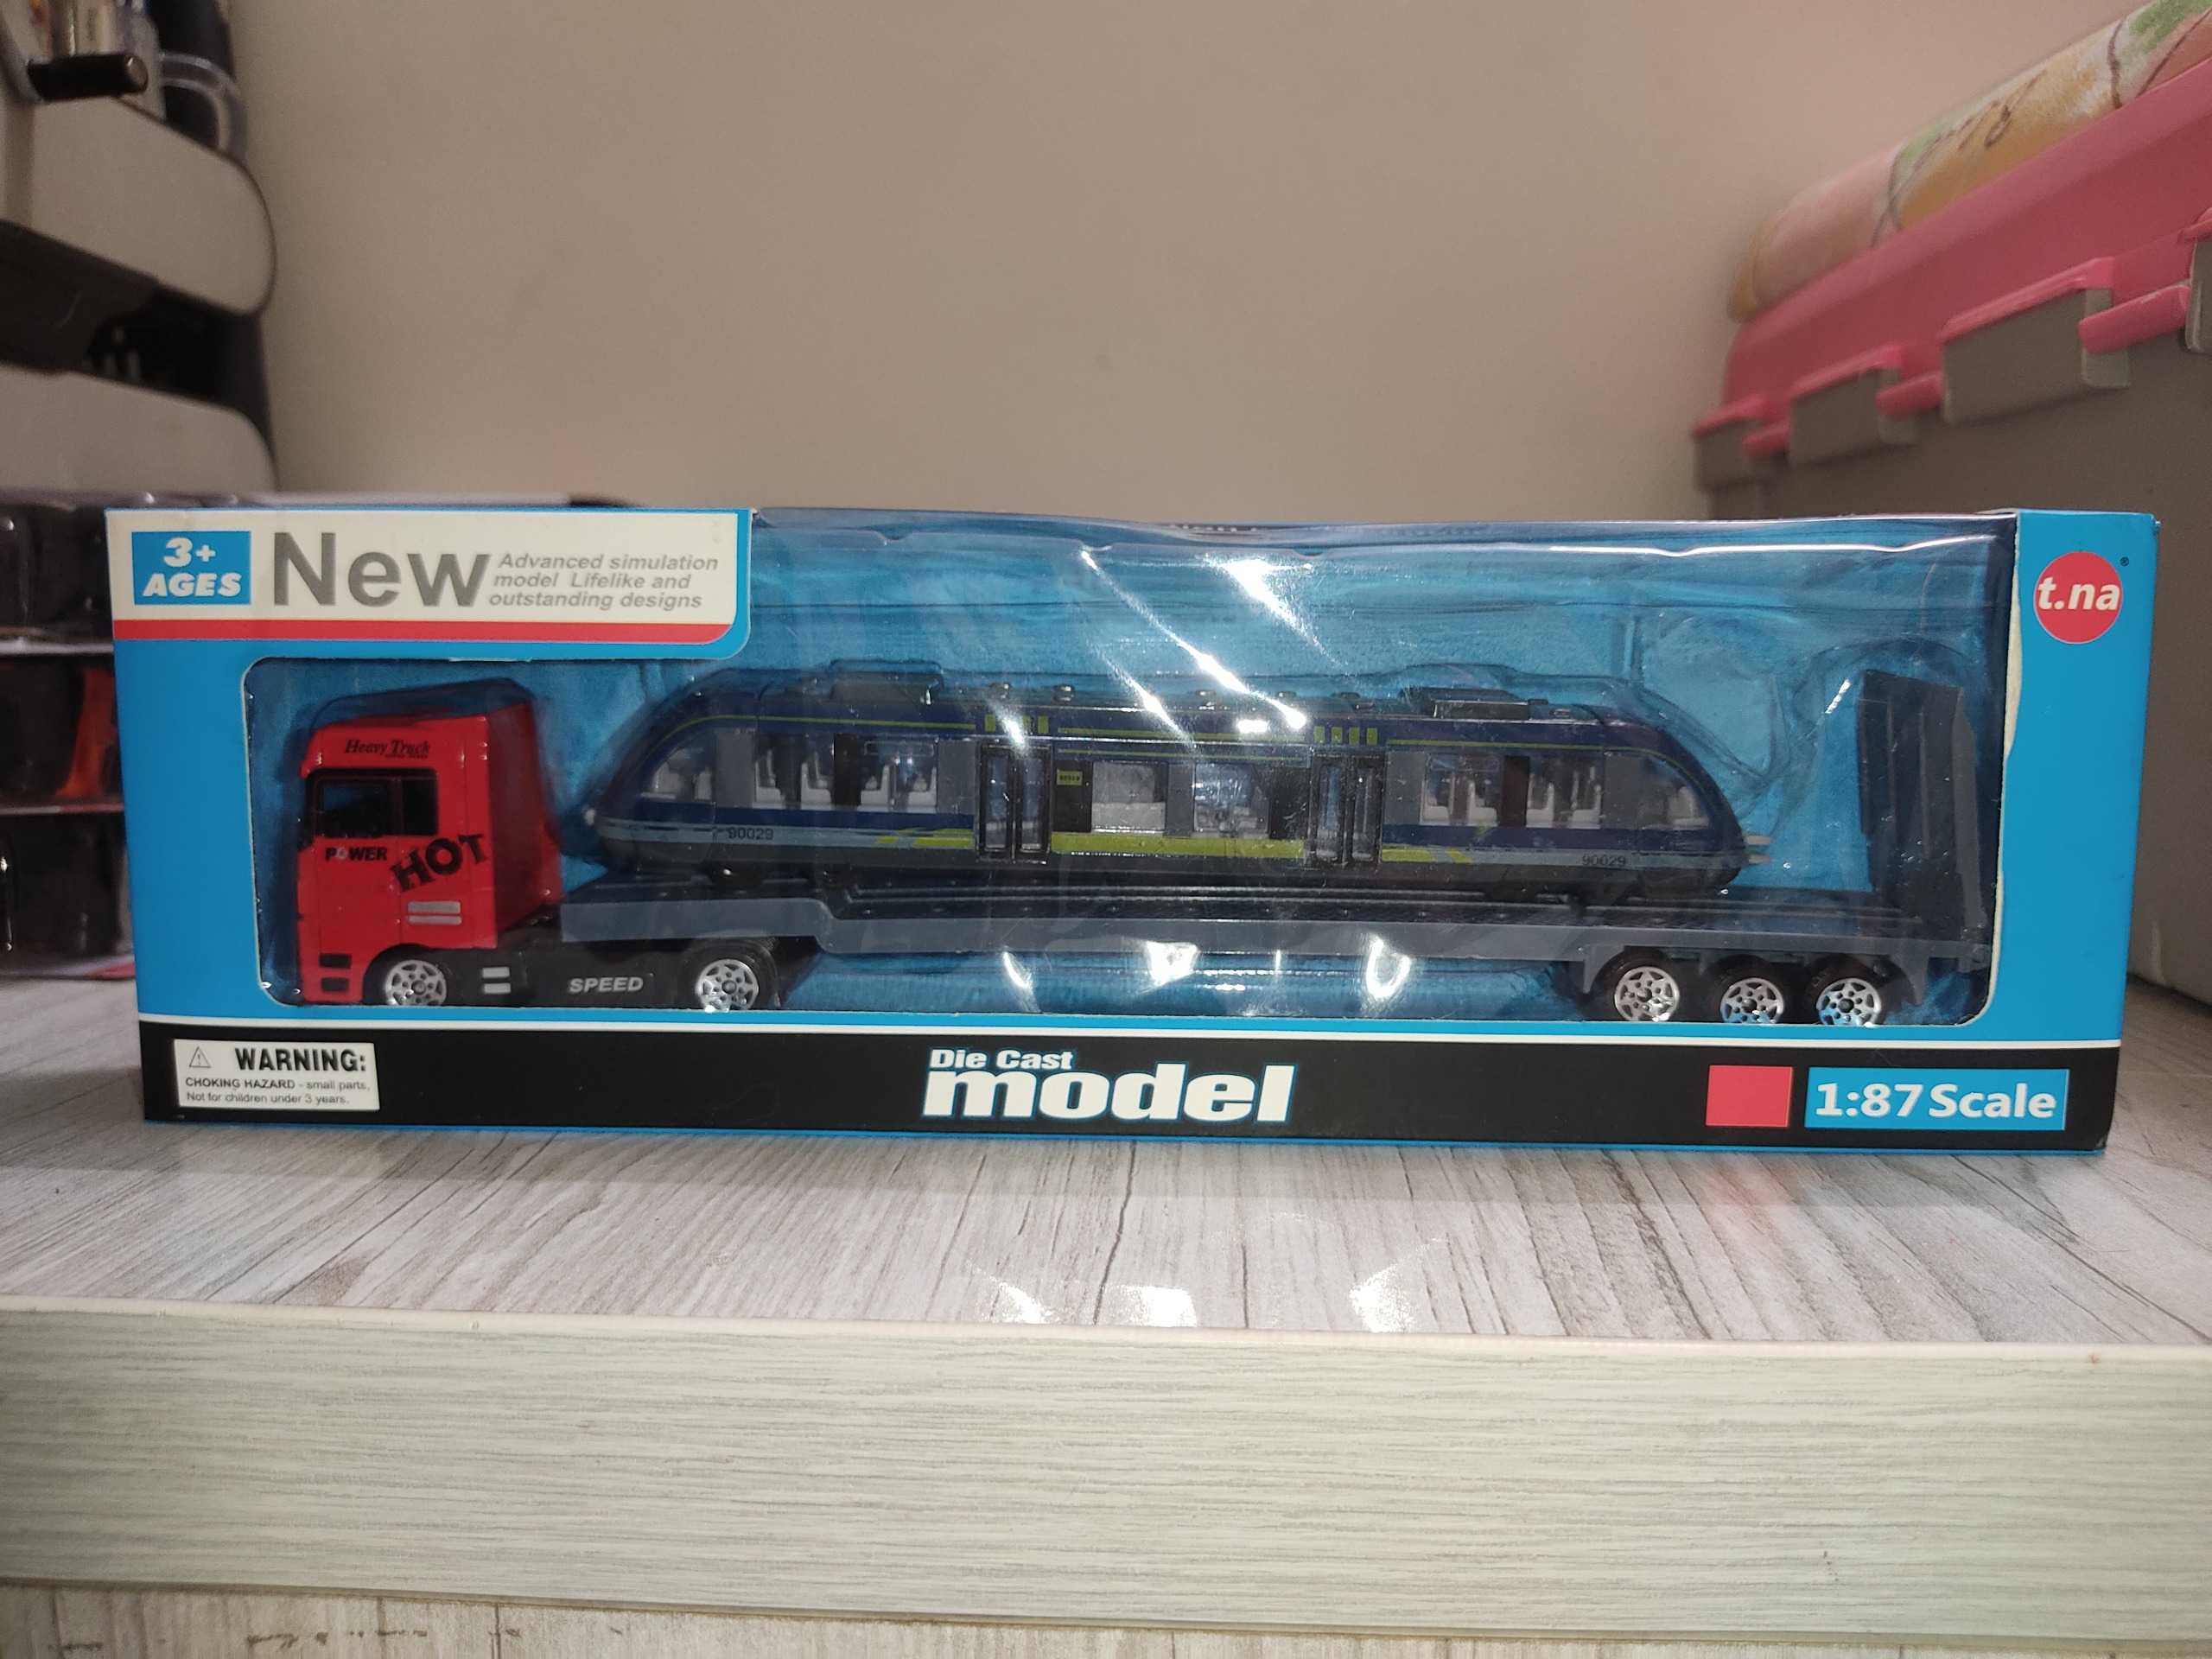 3+
AGES
New
Advanced simulation
model Lifelike and
outstanding designs
t.na
®
Heavy Truck
POWER
HOT
SPEED
90029
90029
WARNING:
CHOKING HAZARD - small parts.
Not for children under 3 years.
Die Cast
model
1:87 Scale